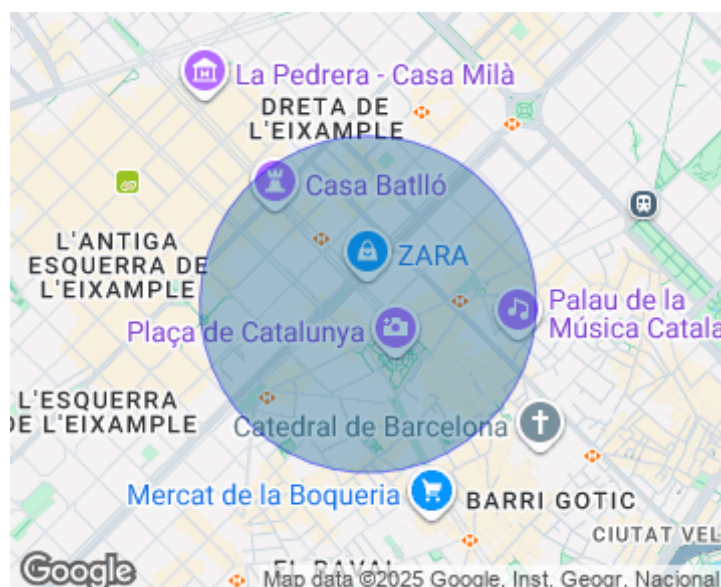 La Pedrera - Casa Milà
DRETA DE
L'EIXAMPLE
Casa Batlló
L'ANTIGA
ESQUERRA DE
L'EIXAMPLE
ZARA
Palau de la
Música Catala
Plaça de Catalunya
L'ESQUERRA
DE L'EIXAMPLE
Catedral de Barcelona
Mercat de la Boqueria
BARRI GOTIC
CIUTAT VEL
EL RAVAL
Google
Map data ©2025 Google, Inst. Geogr. Nacional